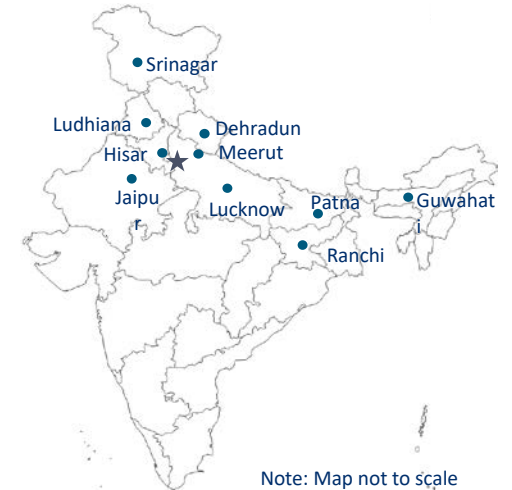 Srinagar
Ludhiana
Dehradun
Hisar
Meerut
Jaipu
r
Lucknow
Patna
Guwahat
i
Ranchi
Note: Map not to scale